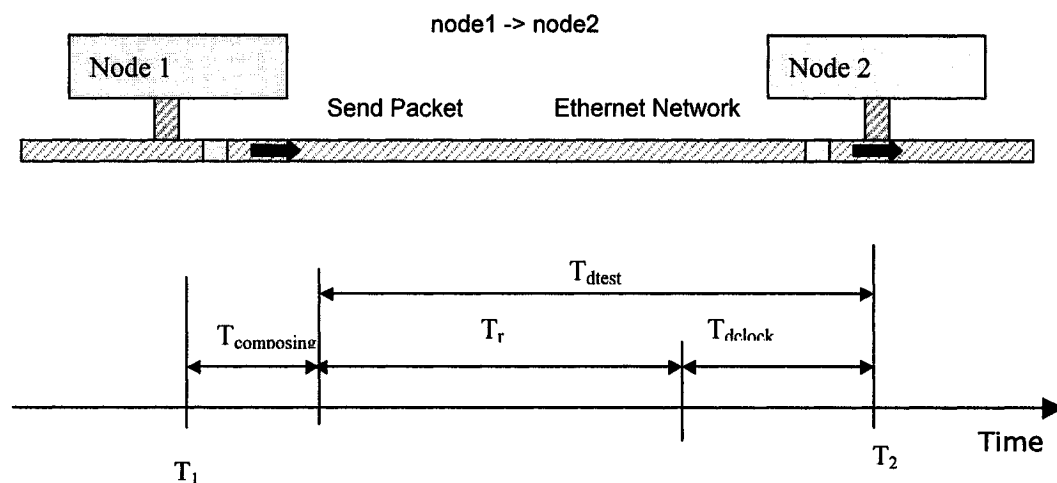 node1 -> node2
Node 1
Node 2
Send Packet
Ethernet Network
T_dtest
T_composing
T_r
T_dclock
Time
T_1
T_2